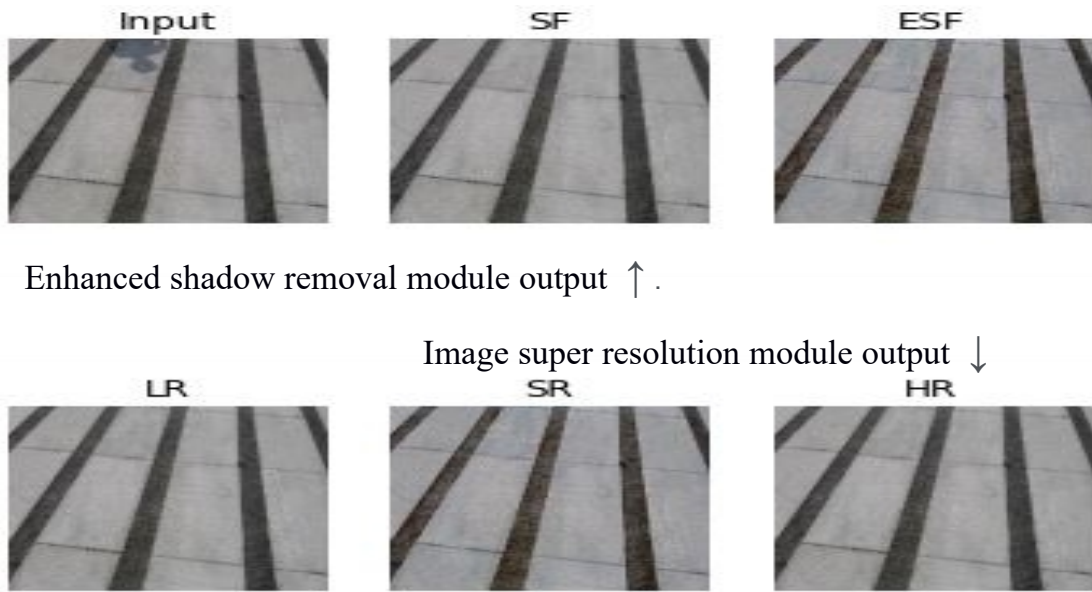 Input SF ESF
Enhanced shadow removal module output ↑ .
Image super resolution module output ↓
LR SR HR